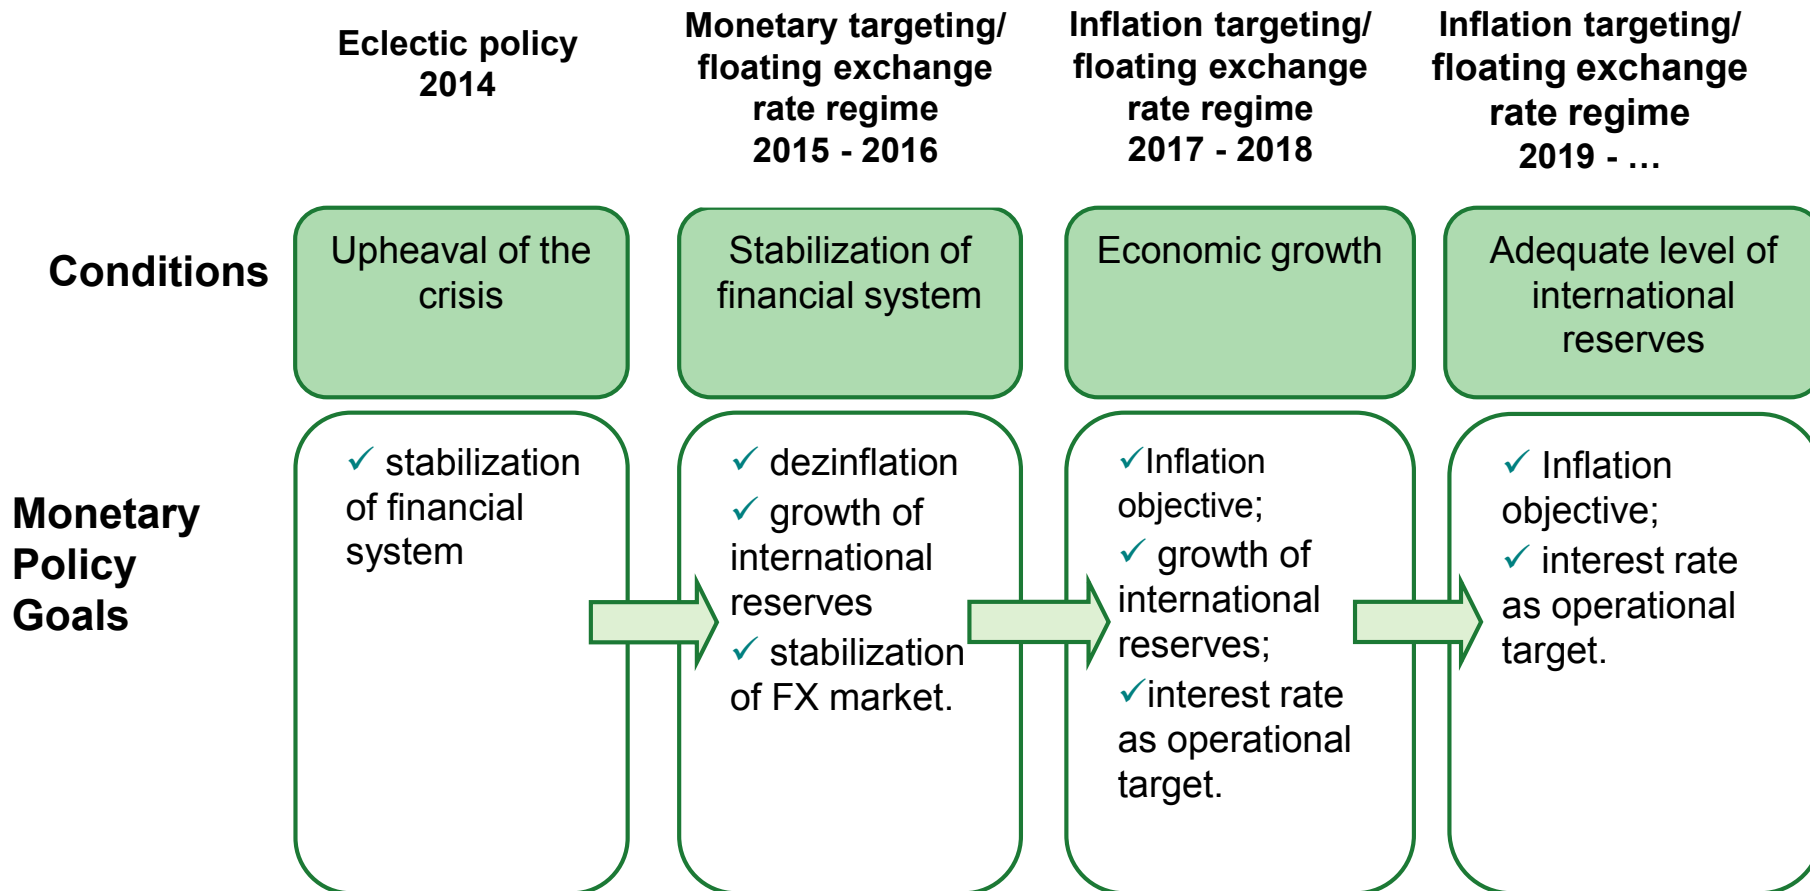 Eclectic policy
2014
Monetary targeting/
floating exchange
rate regime
2015 - 2016
Inflation targeting/
floating exchange
rate regime
2017 - 2018
Inflation targeting/
floating exchange
rate regime
2019 - …
Conditions
Upheaval of the
crisis
Stabilization of
financial system
Economic growth
Adequate level of
international
reserves
Monetary
Policy
Goals
✓ stabilization
of financial
system
✓ dezinflation
✓ growth of
international
reserves
✓ stabilization
of FX market.
✓Inflation
objective;
✓ growth of
international
reserves;
✓interest rate
as operational
target.
✓ Inflation
objective;
✓ interest rate
as operational
target.